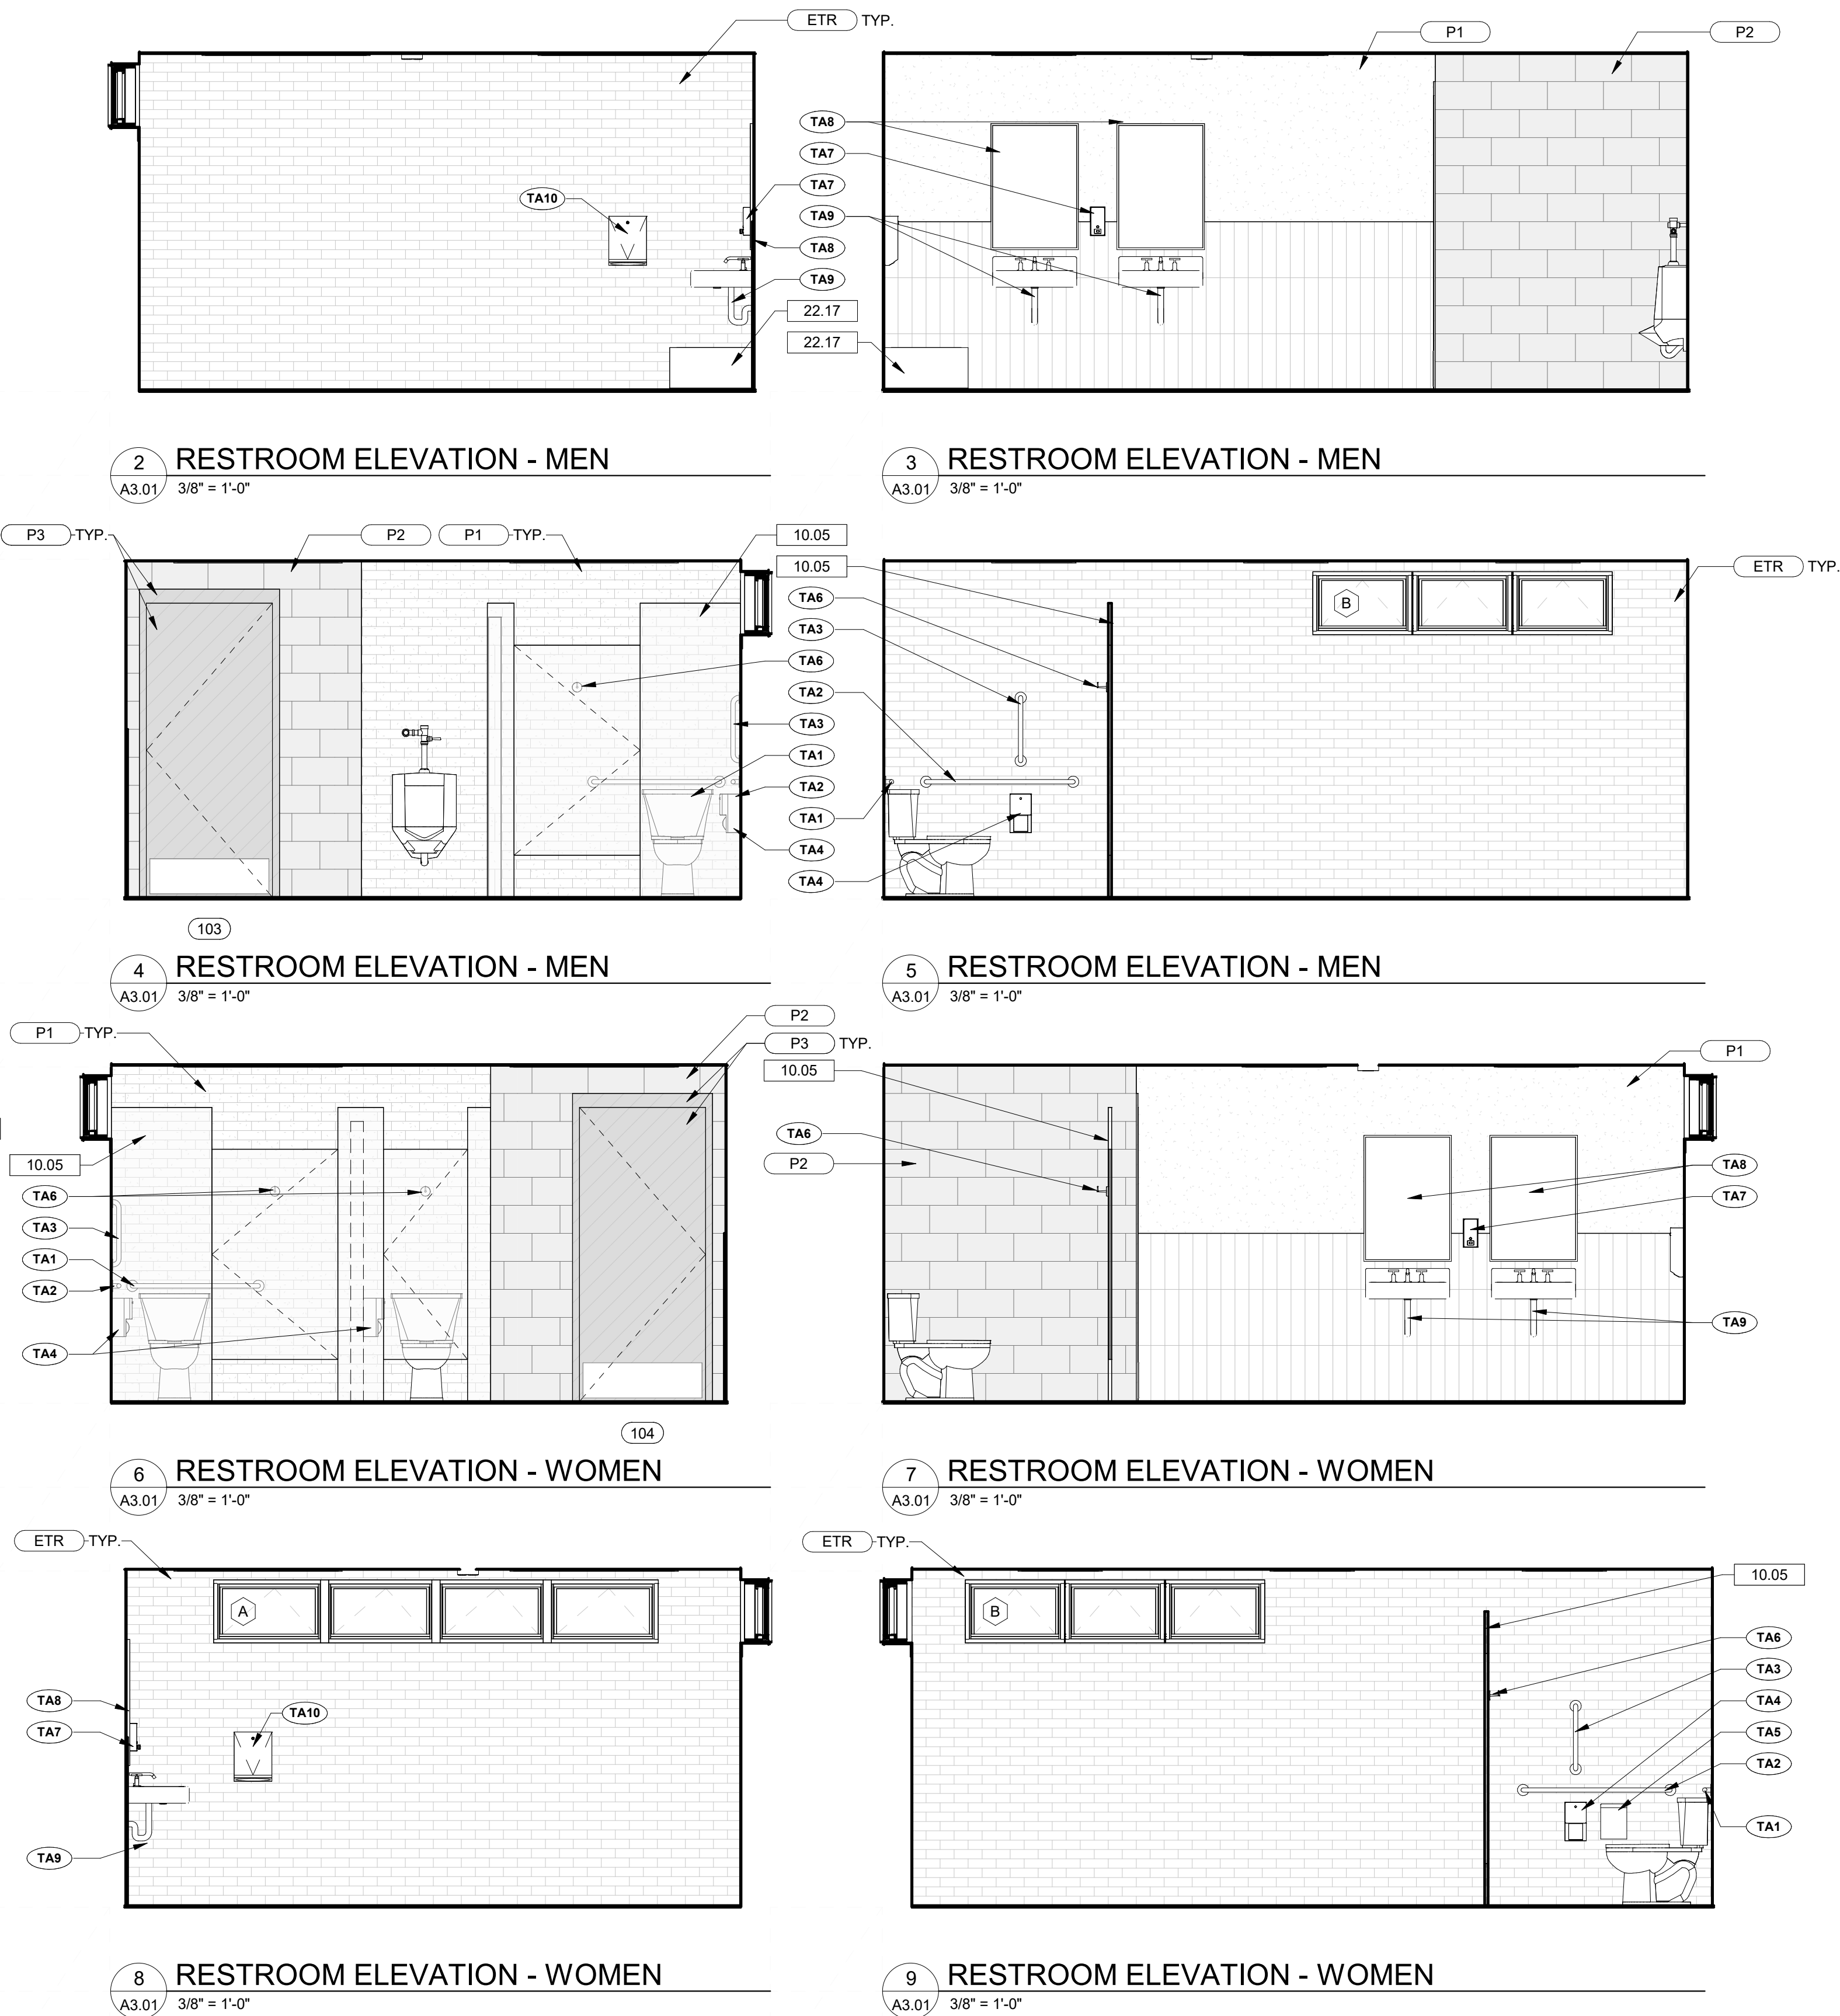 ETR TYP.
TA10
TA7
TA8
TA9
22.17
2 RESTROOM ELEVATION - MEN
A3.01 3/8" = 1'-0"
P1
P2
TA8
TA7
TA9
22.17
3 RESTROOM ELEVATION - MEN
A3.01 3/8" = 1'-0"
P3 TYP.
P2
P1 TYP.
10.05
TA6
TA3
TA1
TA2
TA4
103
4 RESTROOM ELEVATION - MEN
A3.01 3/8" = 1'-0"
10.05
TA6
TA3
TA2
TA1
TA4
B
ETR TYP.
5 RESTROOM ELEVATION - MEN
A3.01 3/8" = 1'-0"
P1 TYP.
P2
P3 TYP.
10.05
TA6
TA3
TA1
TA2
TA4
104
6 RESTROOM ELEVATION - WOMEN
A3.01 3/8" = 1'-0"
10.05
TA6
P2
P1
TA8
TA7
TA9
7 RESTROOM ELEVATION - WOMEN
A3.01 3/8" = 1'-0"
ETR TYP.
A
TA8
TA7
TA10
TA9
8 RESTROOM ELEVATION - WOMEN
A3.01 3/8" = 1'-0"
ETR TYP.
B
10.05
TA6
TA3
TA4
TA5
TA2
TA1
9 RESTROOM ELEVATION - WOMEN
A3.01 3/8" = 1'-0"